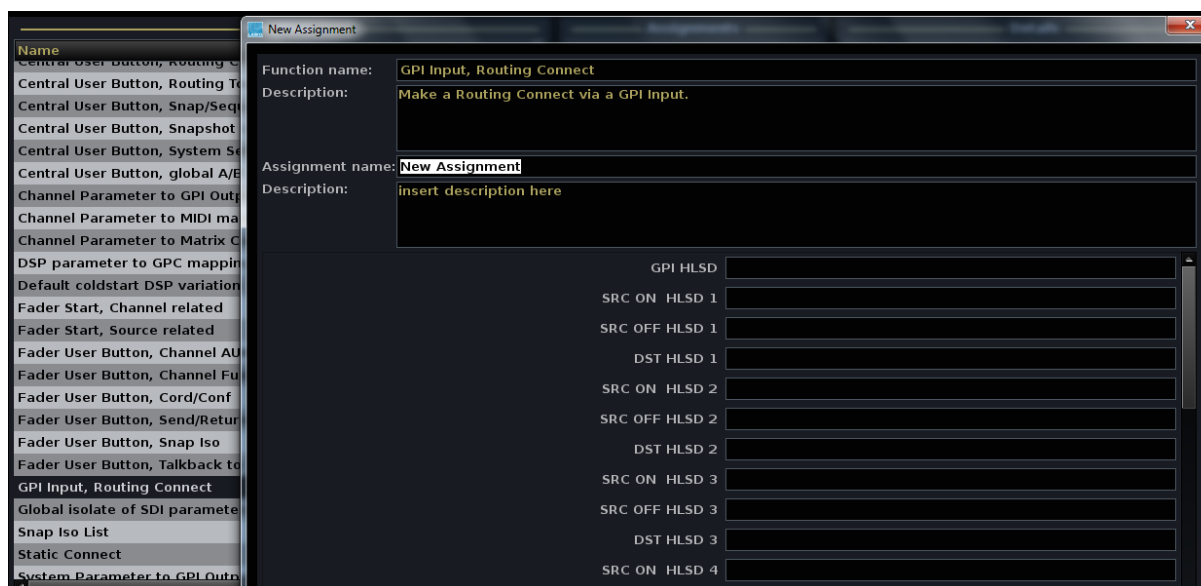 Name
Central User Button, Routing C
Central User Button, Routing To
Central User Button, Snap/Sequ
Central User Button, Snapshot
Central User Button, System Se
Central User Button, global A/B
Channel Parameter to GPI Outp
Channel Parameter to MIDI ma
Channel Parameter to Matrix C
DSP parameter to GPC mappin
Default coldstart DSP variation
Fader Start, Channel related
Fader Start, Source related
Fader User Button, Channel AU
Fader User Button, Channel Fu
Fader User Button, Cord/Conf
Fader User Button, Send/Retur
Fader User Button, Snap Iso
Fader User Button, Talkback to
GPI Input, Routing Connect
Global isolate of SDI paramete
Snap Iso List
Static Connect
System Parameter to GPI Outp
New Assignment
x
Function name: GPI Input, Routing Connect
Description: Make a Routing Connect via a GPI Input.
Assignment name: New Assignment
Description: insert description here
GPI HLSD
SRC ON HLSD 1
SRC OFF HLSD 1
DST HLSD 1
SRC ON HLSD 2
SRC OFF HLSD 2
DST HLSD 2
SRC ON HLSD 3
SRC OFF HLSD 3
DST HLSD 3
SRC ON HLSD 4